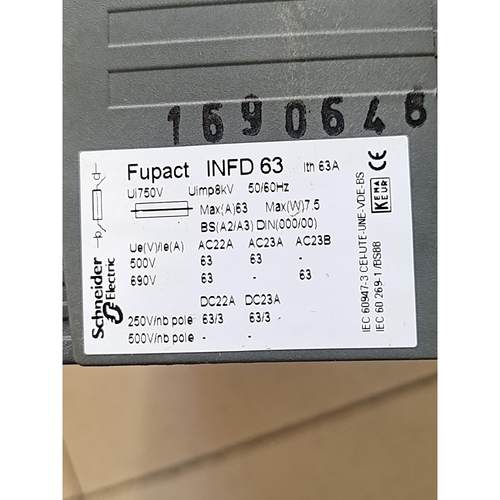 1690646
Fupact INFD 63 Ith 63A
Ui750V Uimp8kV 50/60Hz
Max(A)63 Max(W)7.5
BS(A2/A3) DIN(000/00)
Ue(V)/Ie(A) AC22A AC23A AC23B
500V 63 63 -
690V 63 - 63
DC22A DC23A
250V/nb pole 63/3 63/3 -
500V/nb pole - -
Schneider
Electric
CE
KEMA
KEUR
IEC 60947-3 CEI-UTE-UNE-VDE-BS
IEC 60 269-1 /BS88